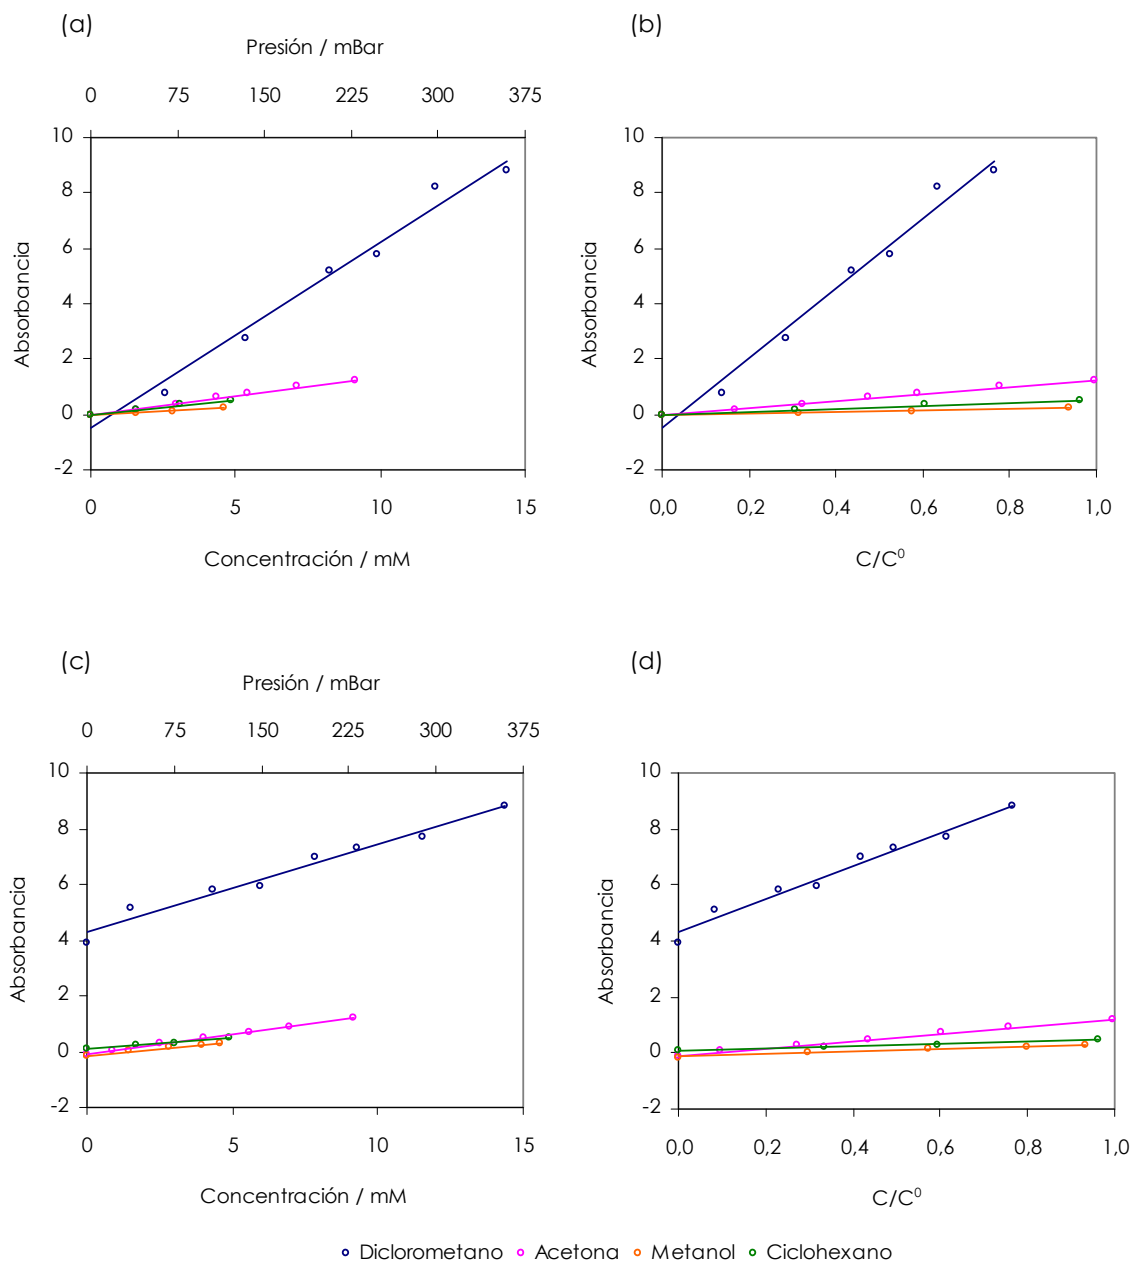 (a)
Presión / mBar
0 75 150 225 300 375
10
8
6
4
2
0
-2
Absorbancia
0 5 10 15
Concentración / mM
(b)
10
8
6
4
2
0
-2
Absorbancia
0,0 0,2 0,4 0,6 0,8 1,0
C/C⁰
(c)
Presión / mBar
0 75 150 225 300 375
10
8
6
4
2
0
-2
Absorbancia
0 5 10 15
Concentración / mM
(d)
10
8
6
4
2
0
-2
Absorbancia
0,0 0,2 0,4 0,6 0,8 1,0
C/C⁰
Diclorometano Acetona Metanol Ciclohexano